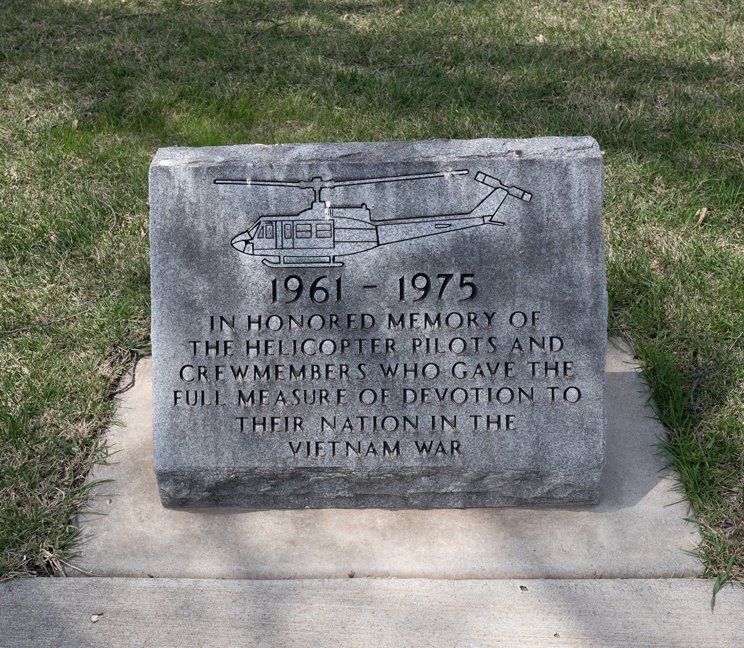 1961 - 1975
IN HONORED MEMORY OF
THE HELICOPTER PILOTS AND
CREWMEMBERS WHO GAVE THE
FULL MEASURE OF DEVOTION TO
THEIR NATION IN THE
VIETNAM WAR